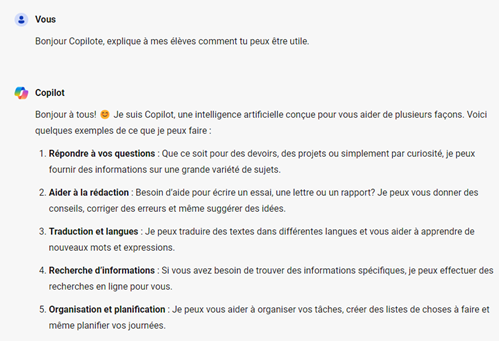 Vous
Bonjour Copilote, explique à mes élèves comment tu peux être utile.
Copilot
Bonjour à tous! 😊 Je suis Copilot, une intelligence artificielle conçue pour vous aider de plusieurs façons. Voici
quelques exemples de ce que je peux faire :
1. Répondre à vos questions : Que ce soit pour des devoirs, des projets ou simplement par curiosité, je peux
fournir des informations sur une grande variété de sujets.
2. Aider à la rédaction : Besoin d'aide pour écrire un essai, une lettre ou un rapport? Je peux vous donner des
conseils, corriger des erreurs et même suggérer des idées.
3. Traduction et langues : Je peux traduire des textes dans différentes langues et vous aider à apprendre de
nouveaux mots et expressions.
4. Recherche d'informations : Si vous avez besoin de trouver des informations spécifiques, je peux effectuer des
recherches en ligne pour vous.
5. Organisation et planification : Je peux vous aider à organiser vos tâches, créer des listes de choses à faire et
même planifier vos journées.